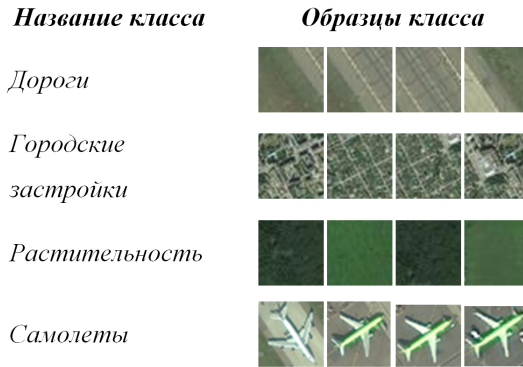 Название класса Образцы класса
Дороги
Городские
застройки
Растительность
Самолеты